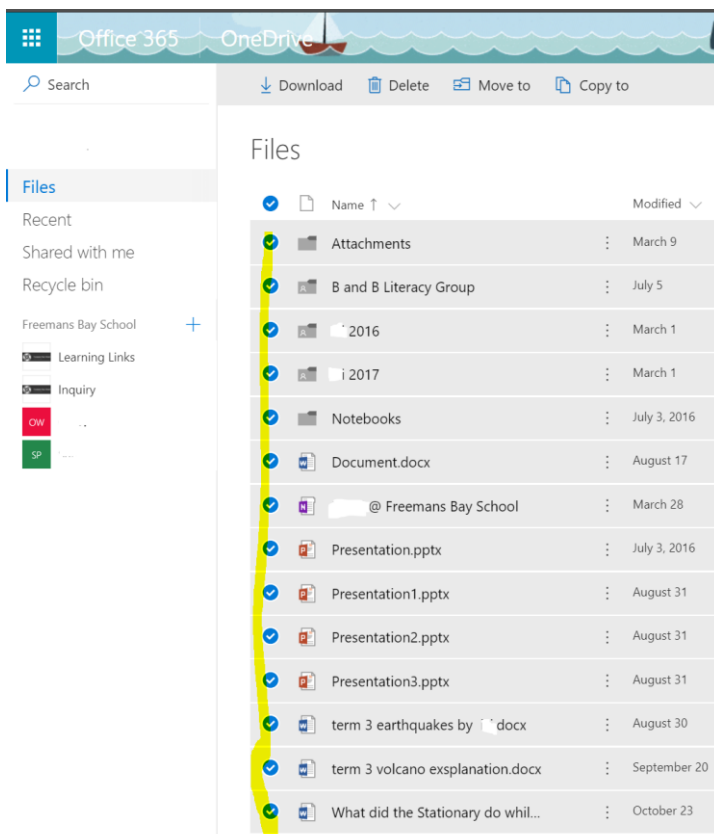 Office 365 OneDrive
Search
Download Delete Move to Copy to
Files
Files
Recent
Shared with me
Recycle bin
Freemans Bay School
Learning Links
Inquiry
OW
SP
Name Modified
Attachments March 9
B and B Literacy Group July 5
2016 March 1
i 2017 March 1
Notebooks July 3, 2016
Document.docx August 17
@ Freemans Bay School March 28
Presentation.pptx July 3, 2016
Presentation1.pptx August 31
Presentation2.pptx August 31
Presentation3.pptx August 31
term 3 earthquakes by docx August 30
term 3 volcano exsplanation.docx September 20
What did the Stationary do whil... October 23